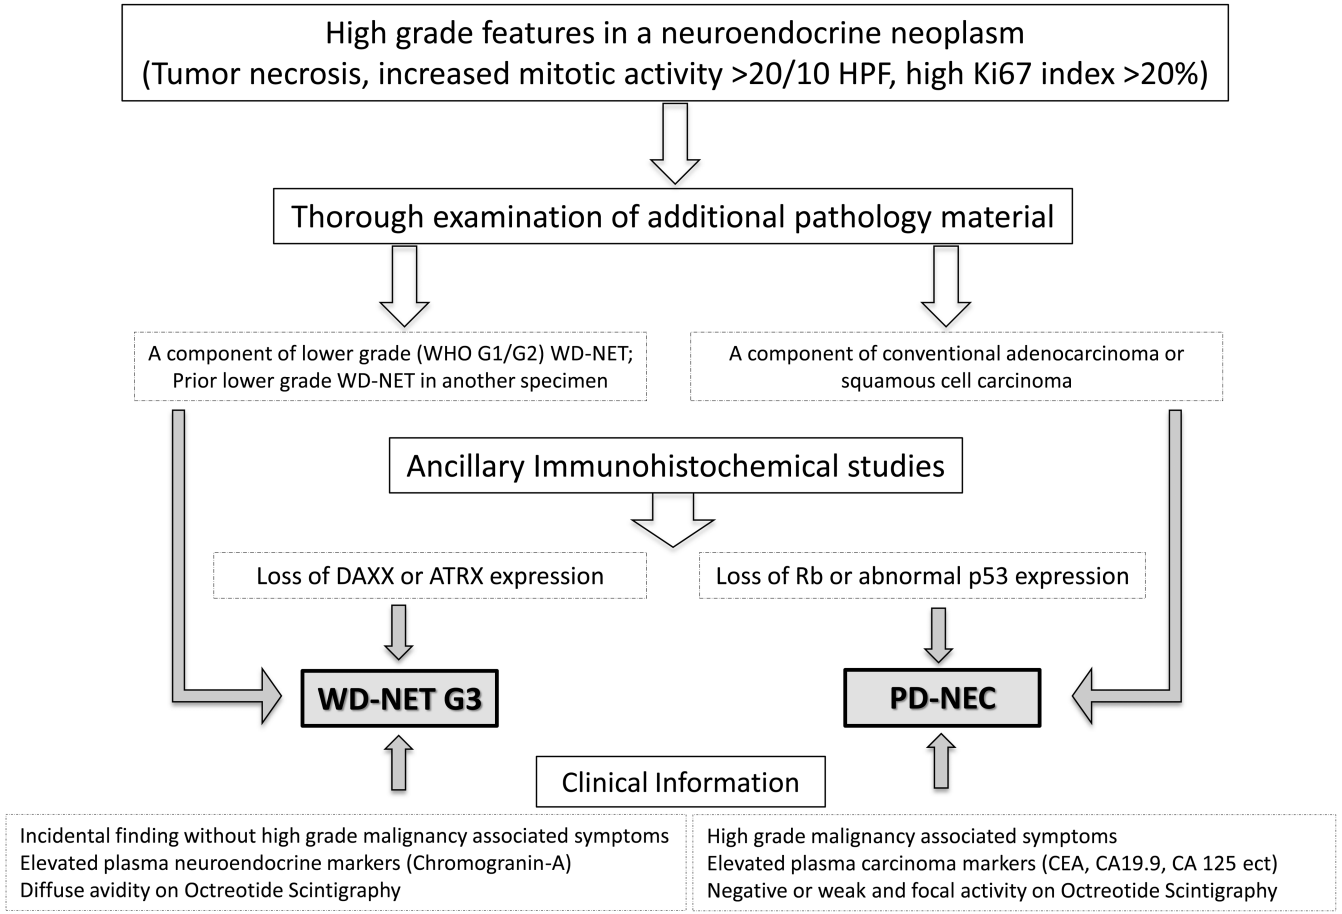 High grade features in a neuroendocrine neoplasm
(Tumor necrosis, increased mitotic activity >20/10 HPF, high Ki67 index >20%)
Thorough examination of additional pathology material
A component of lower grade (WHO G1/G2) WD-NET;
Prior lower grade WD-NET in another specimen
A component of conventional adenocarcinoma or
squamous cell carcinoma
Ancillary Immunohistochemical studies
Loss of DAXX or ATRX expression
Loss of Rb or abnormal p53 expression
WD-NET G3
PD-NEC
Clinical Information
Incidental finding without high grade malignancy associated symptoms
Elevated plasma neuroendocrine markers (Chromogranin-A)
Diffuse avidity on Octreotide Scintigraphy
High grade malignancy associated symptoms
Elevated plasma carcinoma markers (CEA, CA19.9, CA 125 ect)
Negative or weak and focal activity on Octreotide Scintigraphy